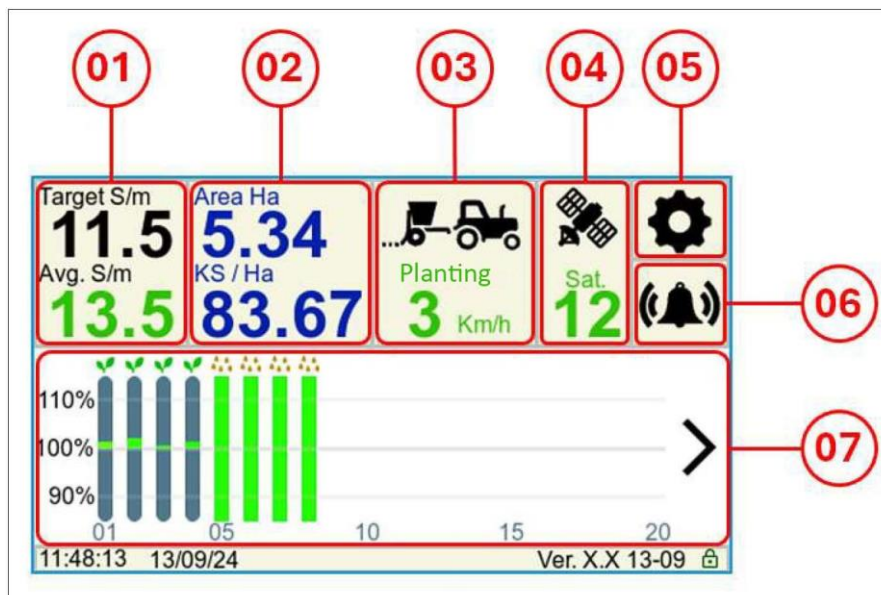 01 02 03 04 05
Target S/m Area Ha
11.5 5.34
Avg. S/m KS / Ha Planting Sat.
13.5 83.67 3 Km/h 12
06
110%
100%
07
90%
01 05 10 15 20
11:48:13 13/09/24 Ver. X.X 13-09